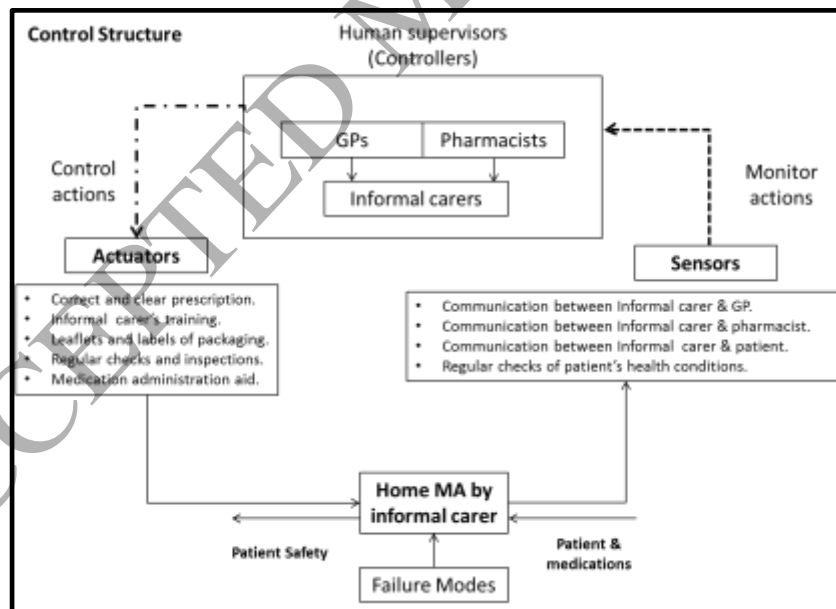 Control Structure
Human supervisors
(Controllers)
GPs
Pharmacists
Informal carers
Control
actions
Monitor
actions
Actuators
Sensors
• Correct and clear prescription.
• Informal carer's training.
• Leaflets and labels of packaging.
• Regular checks and inspections.
• Medication administration aid.
• Communication between Informal carer & GP.
• Communication between Informal carer & pharmacist.
• Communication between Informal carer & patient.
• Regular checks of patient's health conditions.
Home MA by
informal carer
Patient Safety
Patient &
medications
Failure Modes
CCEPTED M